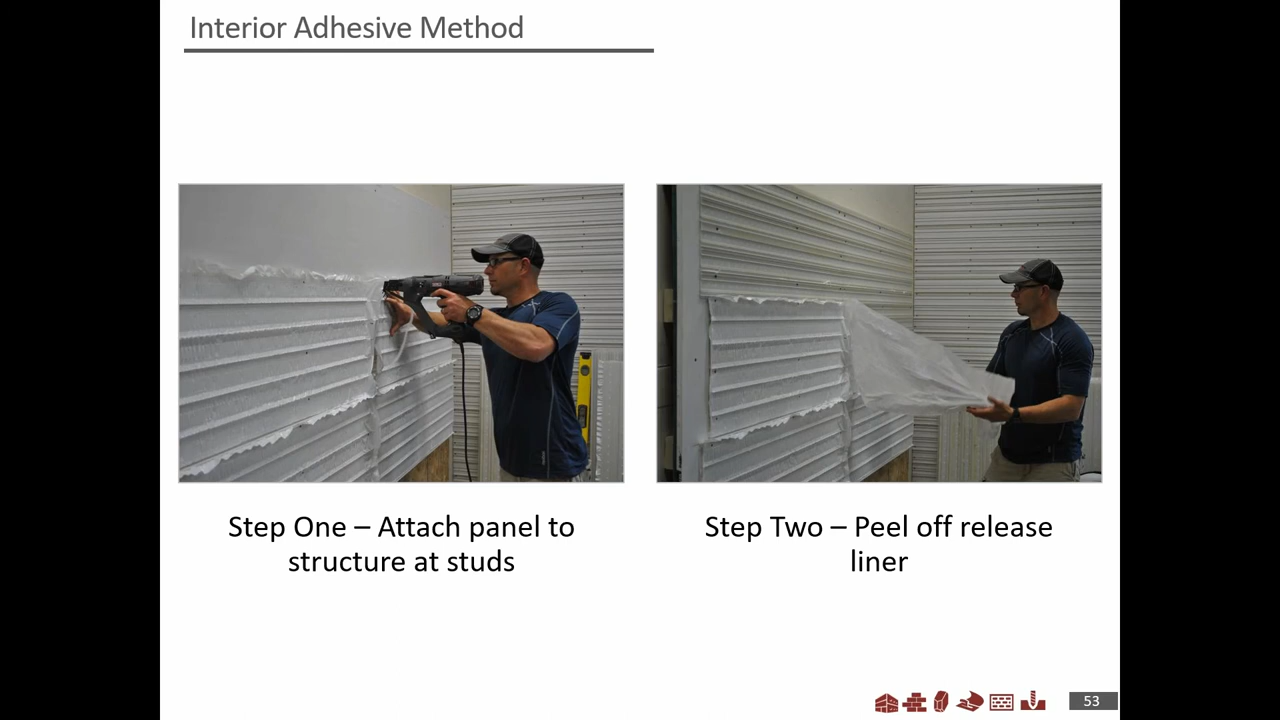 Interior Adhesive Method
Step One – Attach panel to
structure at studs
Step Two – Peel off release
liner
53